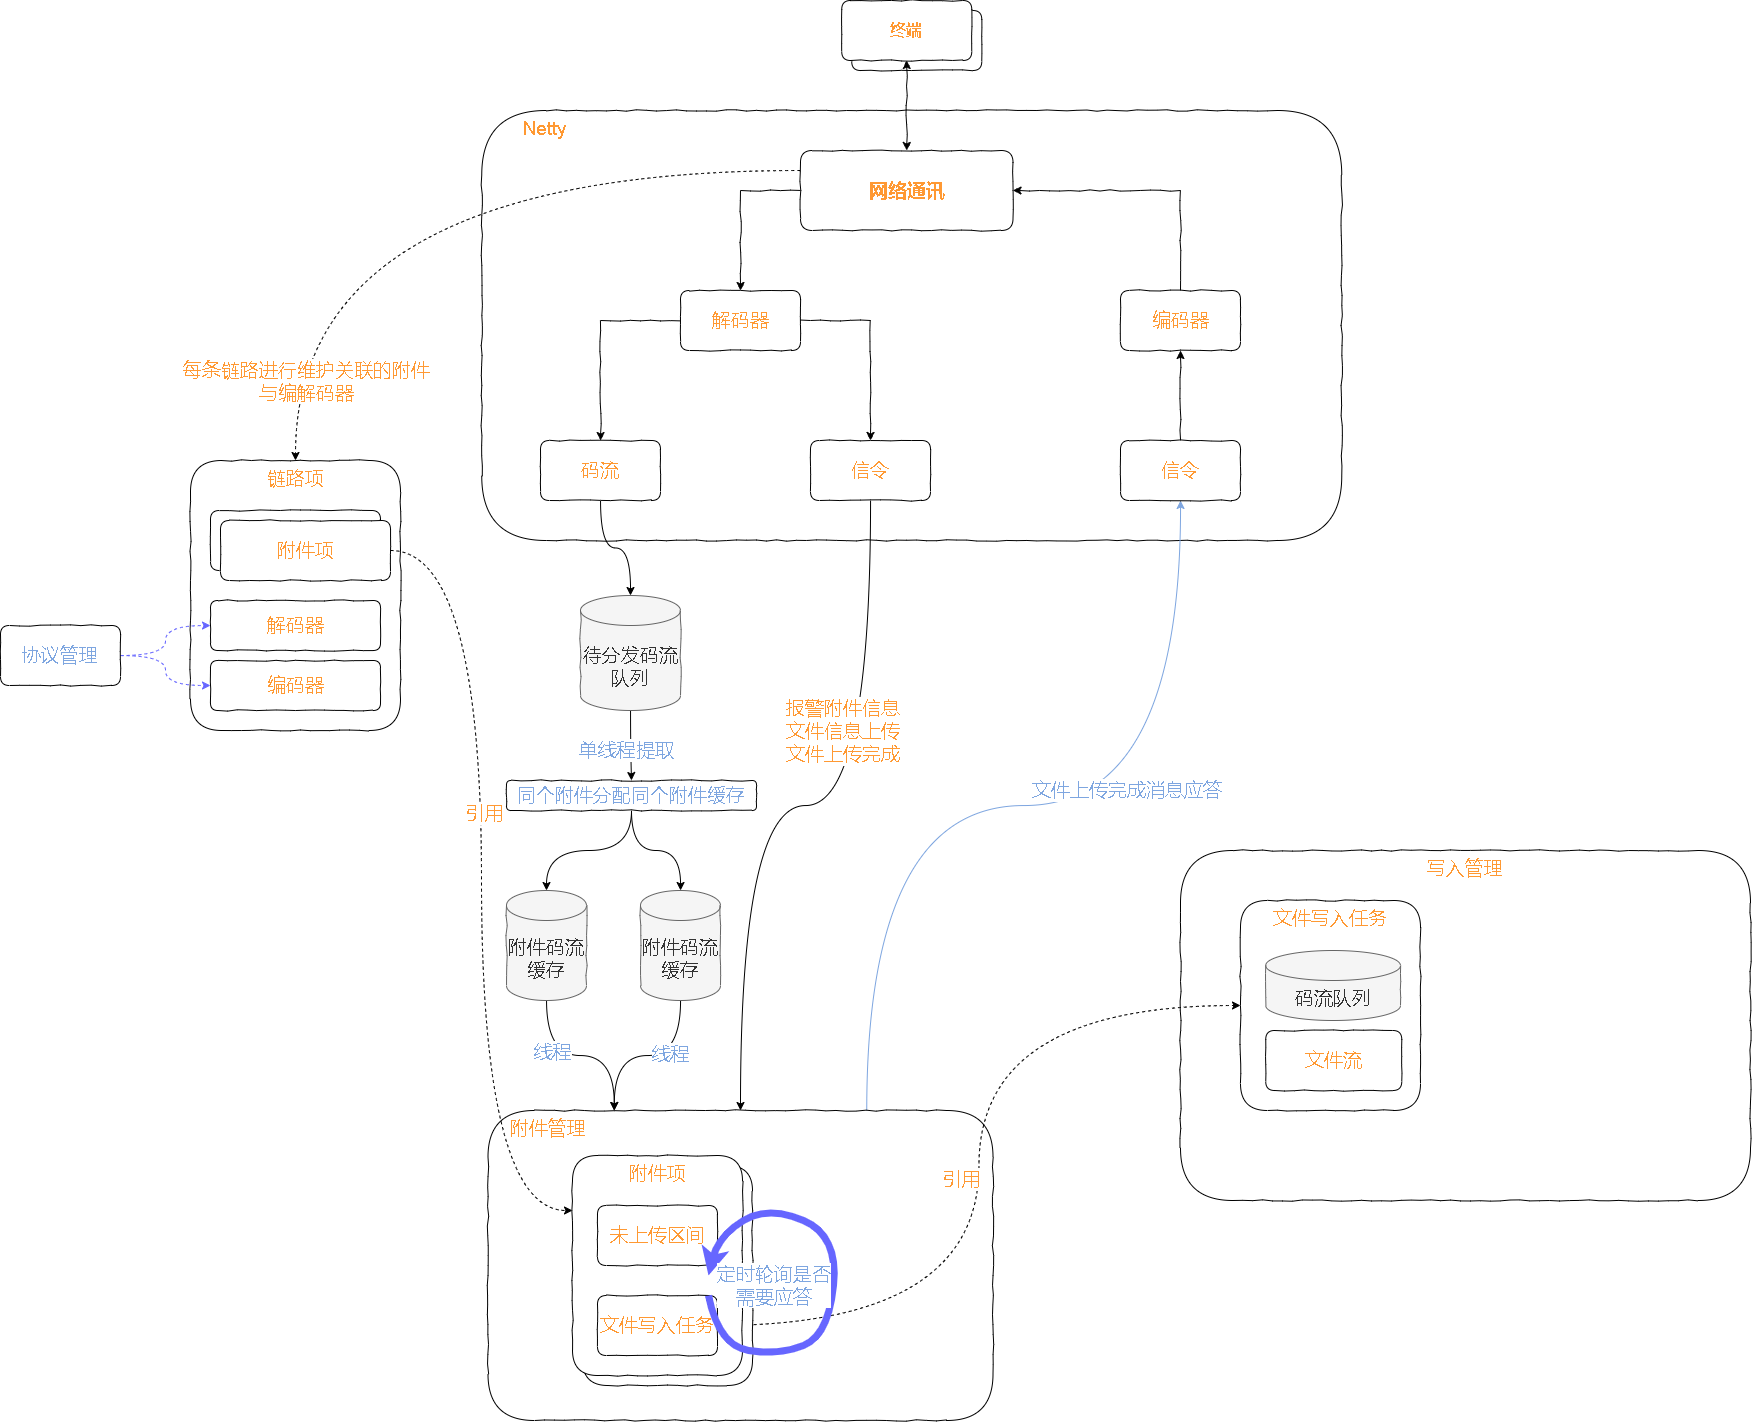 终端
Netty
网络通讯
解码器
编码器
每条链路进行维护关联的附件
与编解码器
码流
信令
信令
链路项
附件项
解码器
编码器
协议管理
待分发码流
队列
单线程提取
同个附件分配同个附件缓存
报警附件信息
文件信息上传
文件上传完成
文件上传完成消息应答
引用
附件码流
缓存
附件码流
缓存
线程
线程
写入管理
文件写入任务
码流队列
文件流
附件管理
附件项
未上传区间
定时轮询是否
需要应答
文件写入任务
引用